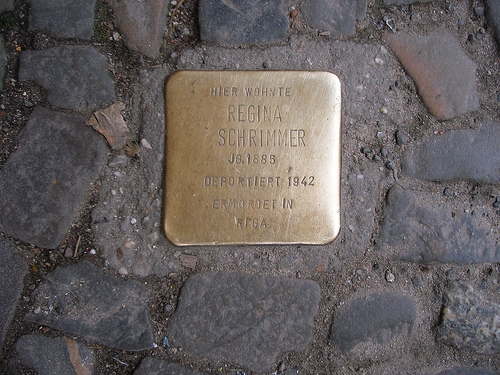 HIER WOHNTE
REGINA
SCHRIMMER
JG.1885
DEPORTIERT 1942
ERMORDET IN
RIGA